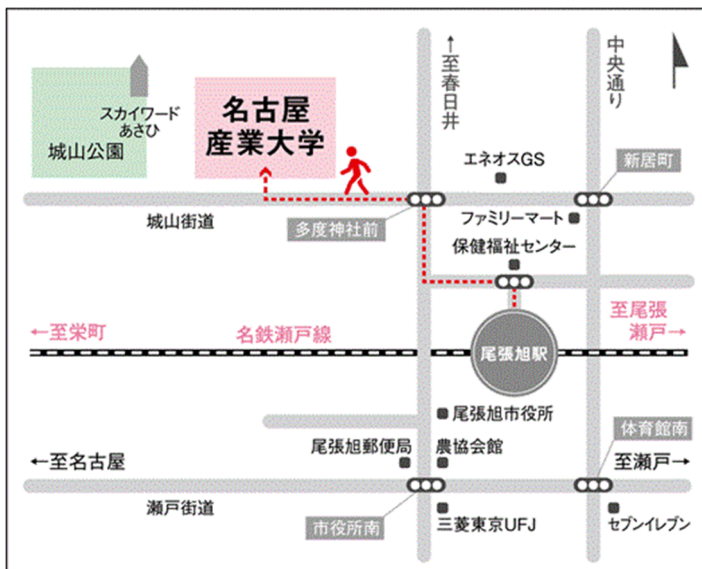 ↑至春日井
中央通り
スカイワード
あさひ
城山公園
名古屋
産業大学
エネオスGS
新居町
城山街道
多度神社前
ファミリーマート
保健福祉センター
←至栄町
名鉄瀬戸線
尾張旭駅
至尾張
瀬戸→
尾張旭市役所
尾張旭郵便局
農協会館
体育館南
←至名古屋
至瀬戸→
瀬戸街道
市役所南
三菱東京UFJ
セブンイレブン